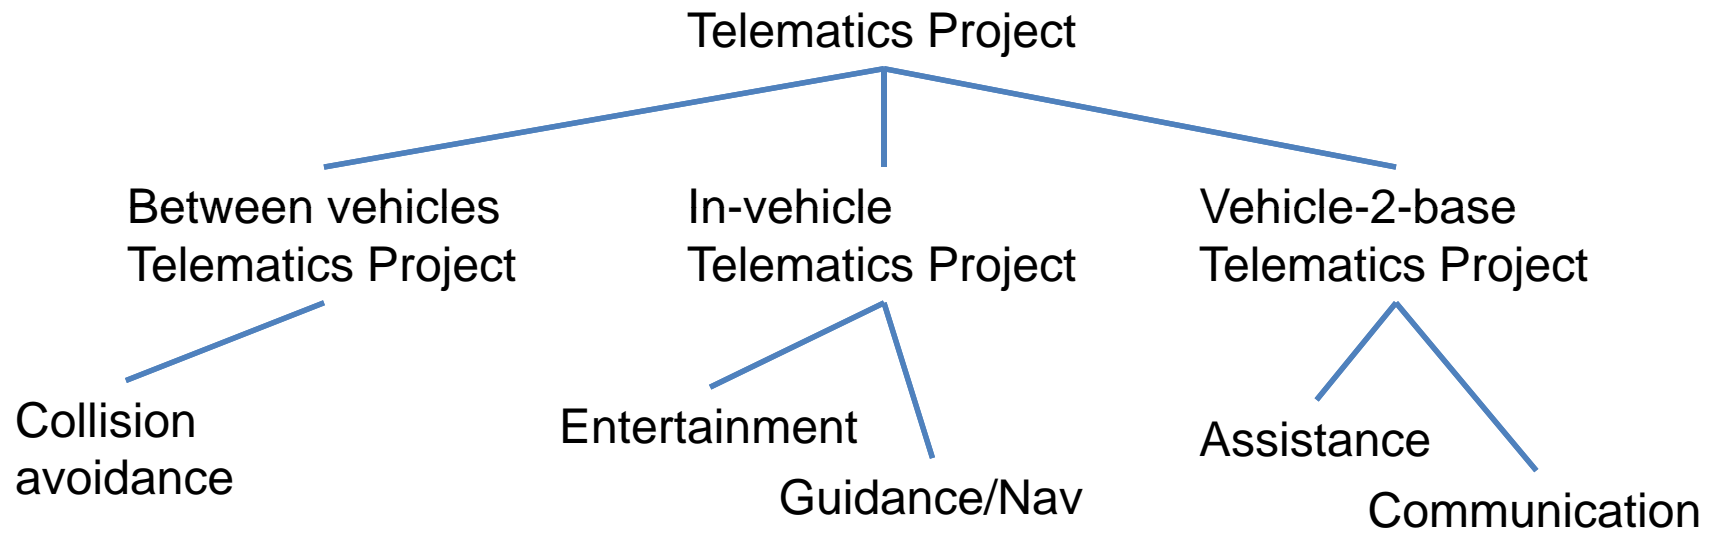 Telematics Project
Between vehicles
Telematics Project
In-vehicle
Telematics Project
Vehicle-2-base
Telematics Project
Collision
avoidance
Entertainment
Guidance/Nav
Assistance
Communication